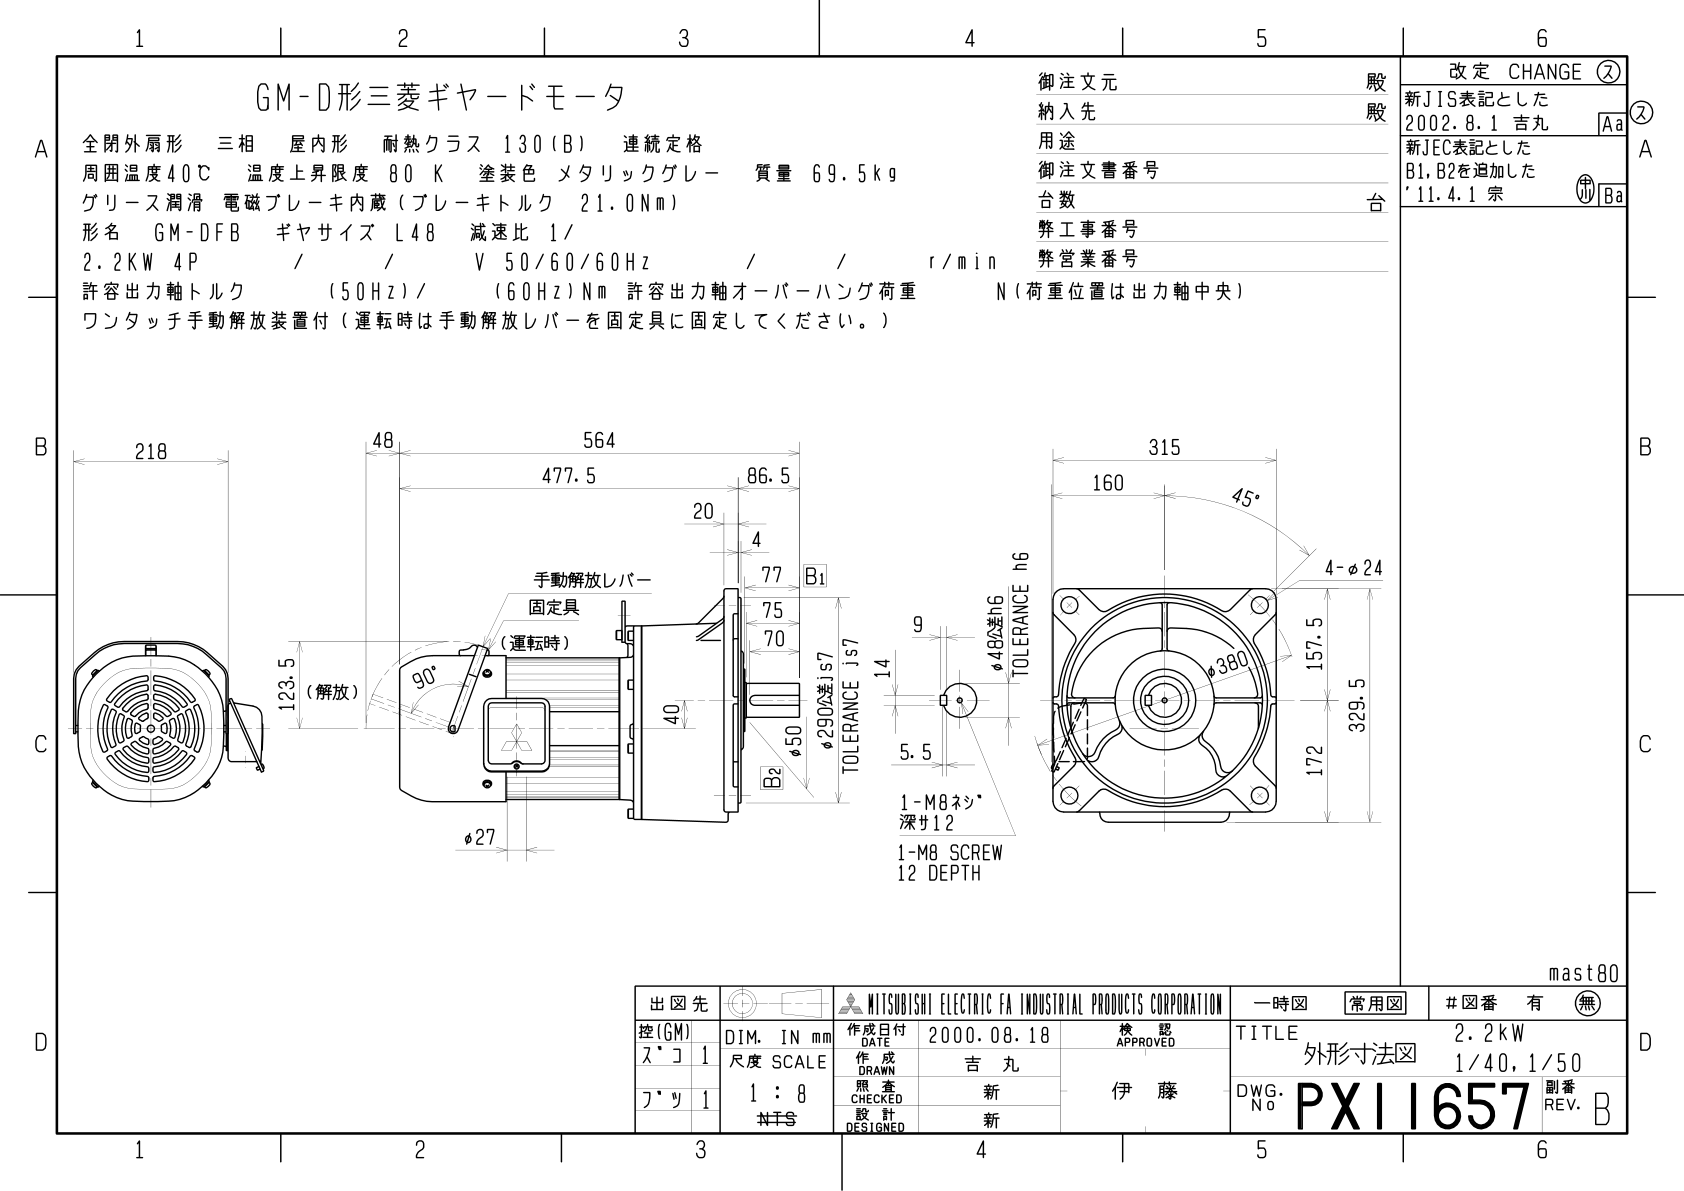 1 2 3 4 5 6
GM-D形三菱ギヤードモータ
全閉外扇形 三相 屋内形 耐熱クラス 130(B) 連続定格
周囲温度40℃ 温度上昇限度 80 K 塗装色 メタリックグレー 質量 69.5kg
グリース潤滑 電磁ブレーキ内蔵(ブレーキトルク 21.0Nm)
形名 GM-DFB ギヤサイズ L48 減速比 1/
2.2KW 4P / / V 50/60/60Hz / / r/min
許容出力軸トルク (50Hz)/ (60Hz)Nm 許容出力軸オーバーハング荷重 N(荷重位置は出力軸中央)
ワンタッチ手動解放装置付(運転時は手動解放レバーを固定具に固定してください。)
御注文元 殿
納入先 殿
用途
御注文書番号
台数 台
弊工事番号
弊営業番号
改定 CHANGE ス
新JIS表記とした
2002.8.1 吉丸 Aa
ス
新JEC表記とした
B1,B2を追加した
'11.4.1 宗 Ba
A A
B B
C C
D D
218
48 564
477.5 86.5
20
4
77 B1
75
70
手動解放レバー
固定具
(運転時)
90°
123.5
(解放)
40
φ50
B2
φ290公差js7
TOLERANCE js7
φ27
9
14
5.5
φ48公差h6
TOLERANCE h6
1-M8ネジ
深サ12
1-M8 SCREW
12 DEPTH
315
160
45°
4-φ24
φ380
157.5
329.5
172
mast80
出図先
控(GM)
ズコ 1
ブツ 1
DIM. IN mm
尺度 SCALE
1 : 8
NTS
MITSUBISHI ELECTRIC FA INDUSTRIAL PRODUCTS CORPORATION
作成日付 DATE 2000.08.18
検認 APPROVED
作成 DRAWN 吉丸
照査 CHECKED 新
伊藤
設計 DESIGNED 新
一時図 常用図 #図番 有 無
TITLE
外形寸法図
2.2kW
1/40,1/50
DWG. No PX11657
副番 REV. B
1 2 3 4 5 6